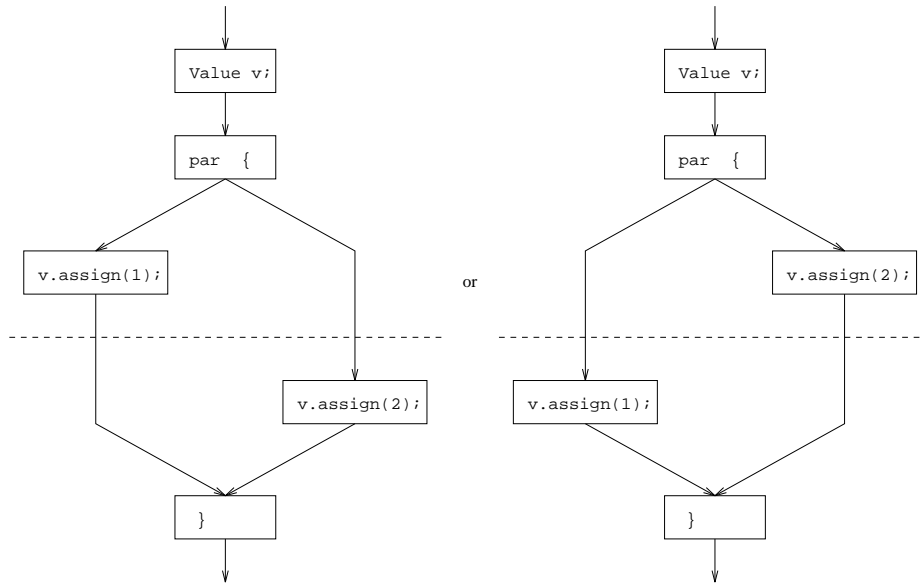 Value v;
par {
v.assign(1);
v.assign(2);
}
or
Value v;
par {
v.assign(2);
v.assign(1);
}